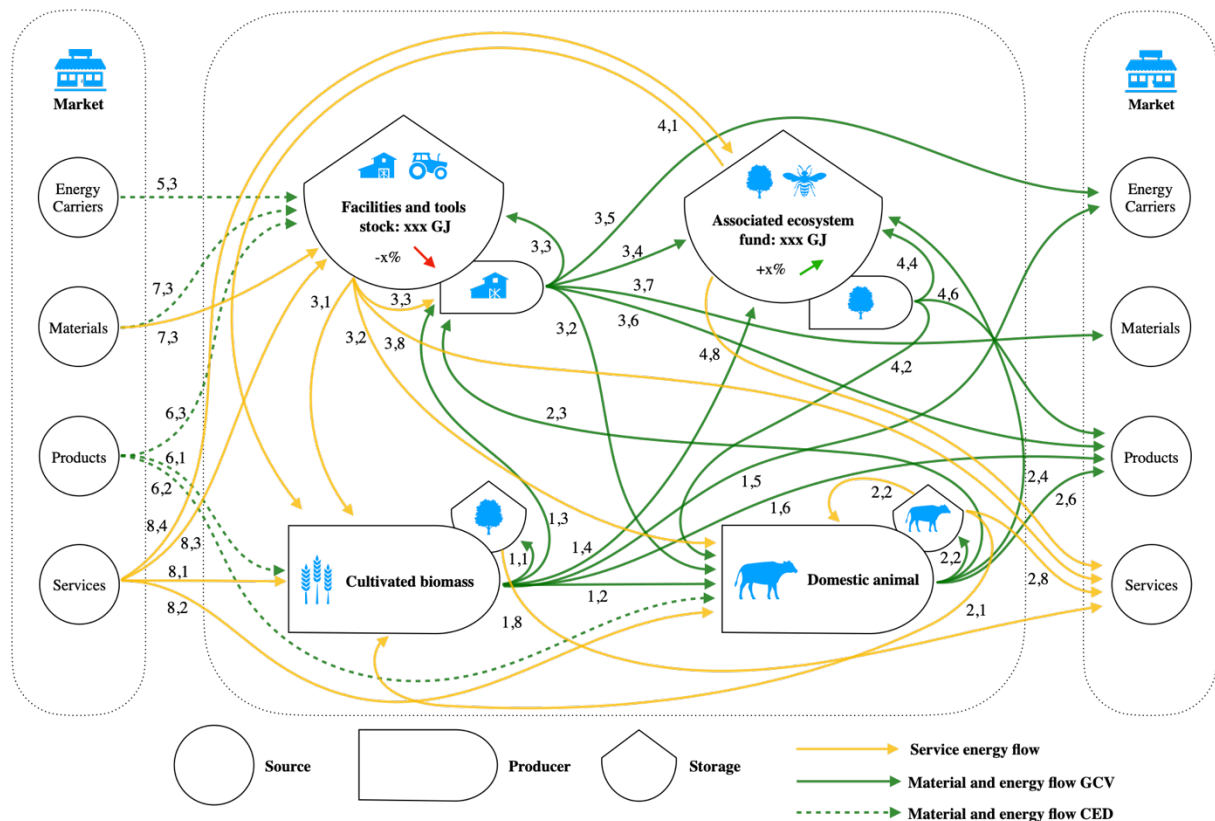 Market
Market
4,1
Energy
Carriers
5,3
Facilities and tools
stock: xxx GJ
-x%
Associated ecosystem
fund: xxx GJ
+x%
Energy
Carriers
3,5
3,3
3,4
4,4
3,7
4,6
7,3
3,1
3,3
3,6
3,2
Materials
7,3
3,2
3,8
4,8
4,2
Materials
6,3
2,3
Products
6,1
6,2
1,5
2,2
2,4
Products
8,4
1,3
1,6
2,6
8,3
1,4
1,1
2,2
Services
8,1
Cultivated biomass
1,2
Domestic animal
2,8
Services
8,2
1,8
2,1
Source
Producer
Storage
Service energy flow
Material and energy flow GCV
Material and energy flow CED